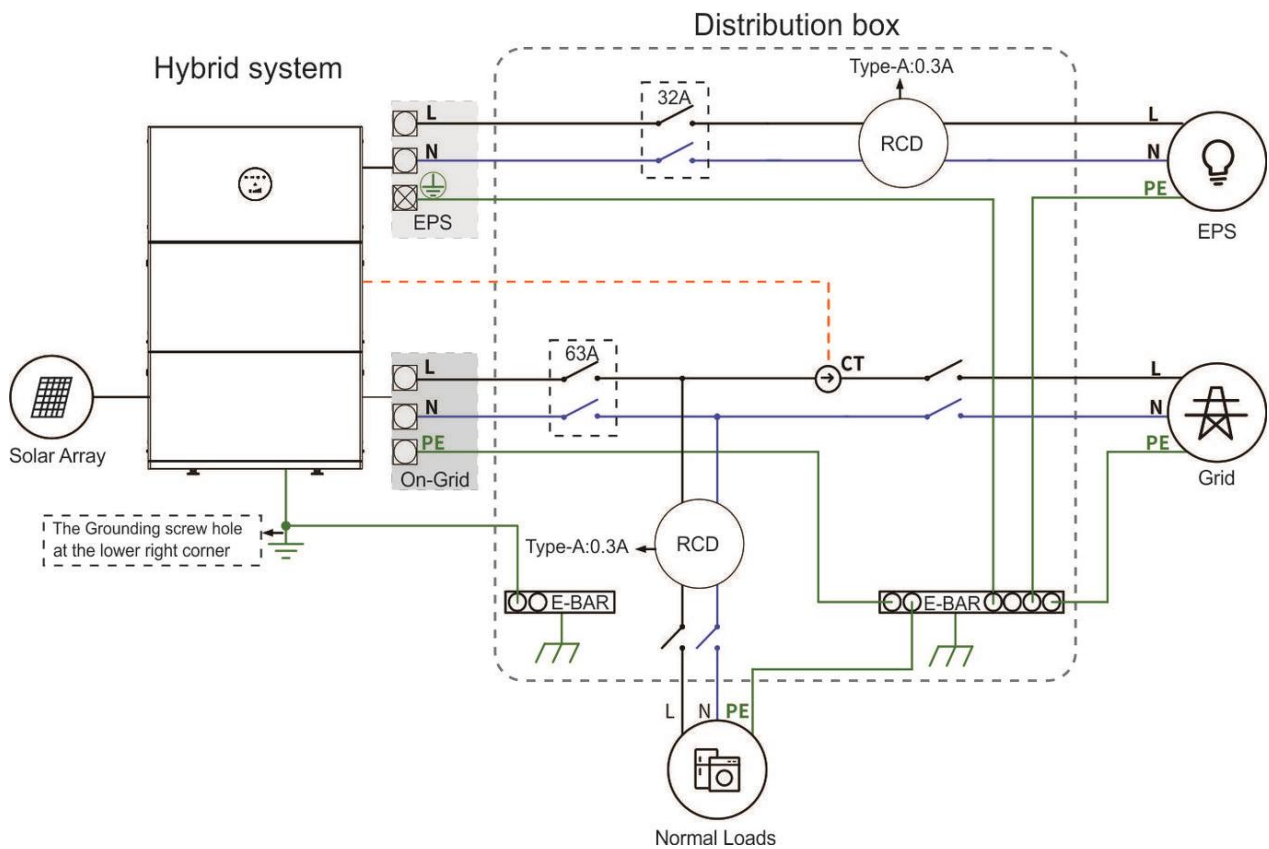 Distribution box
Hybrid system
Type-A:0.3A
32A
L
L
RCD
N
N
PE
EPS
EPS
63A
CT
L
L
N
N
PE
PE
On-Grid
Grid
Solar Array
The Grounding screw hole
at the lower right corner
Type-A:0.3A
RCD
E-BAR
E-BAR
L
N
PE
Normal Loads